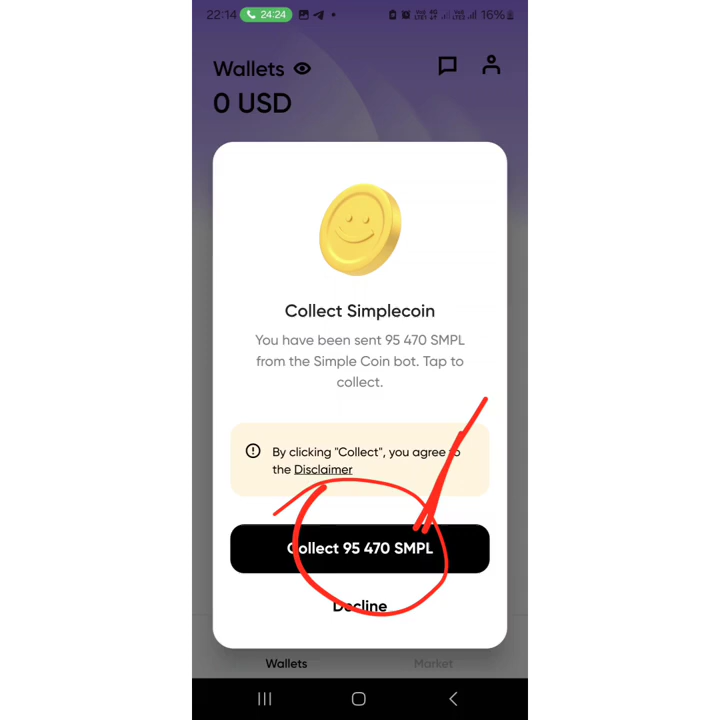 22:14 24:24 16%
Wallets
0 USD
Collect Simplecoin
You have been sent 95 470 SMPL
from the Simple Coin bot. Tap to
collect.
By clicking "Collect", you agree to
the Disclaimer
Collect 95 470 SMPL
Decline
Wallets Market